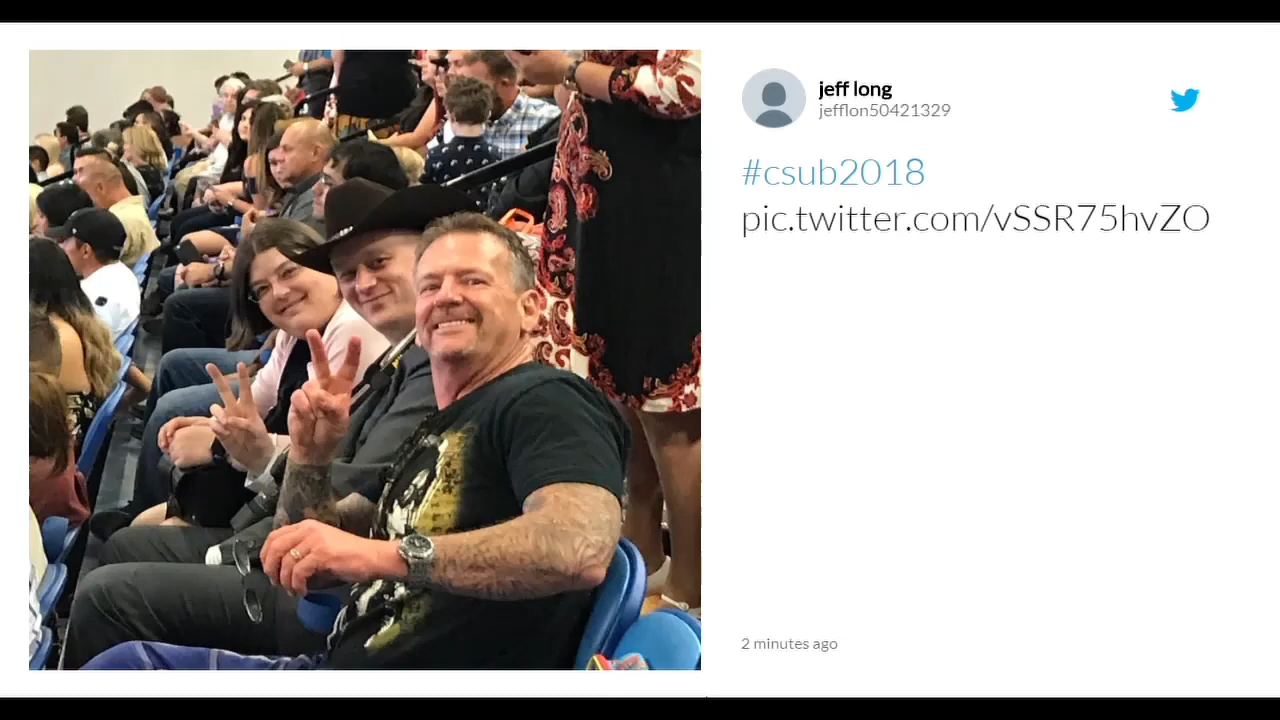 jeff long
jefflon50421329
#csub2018
pic.twitter.com/vSSR75hvZO
2 minutes ago